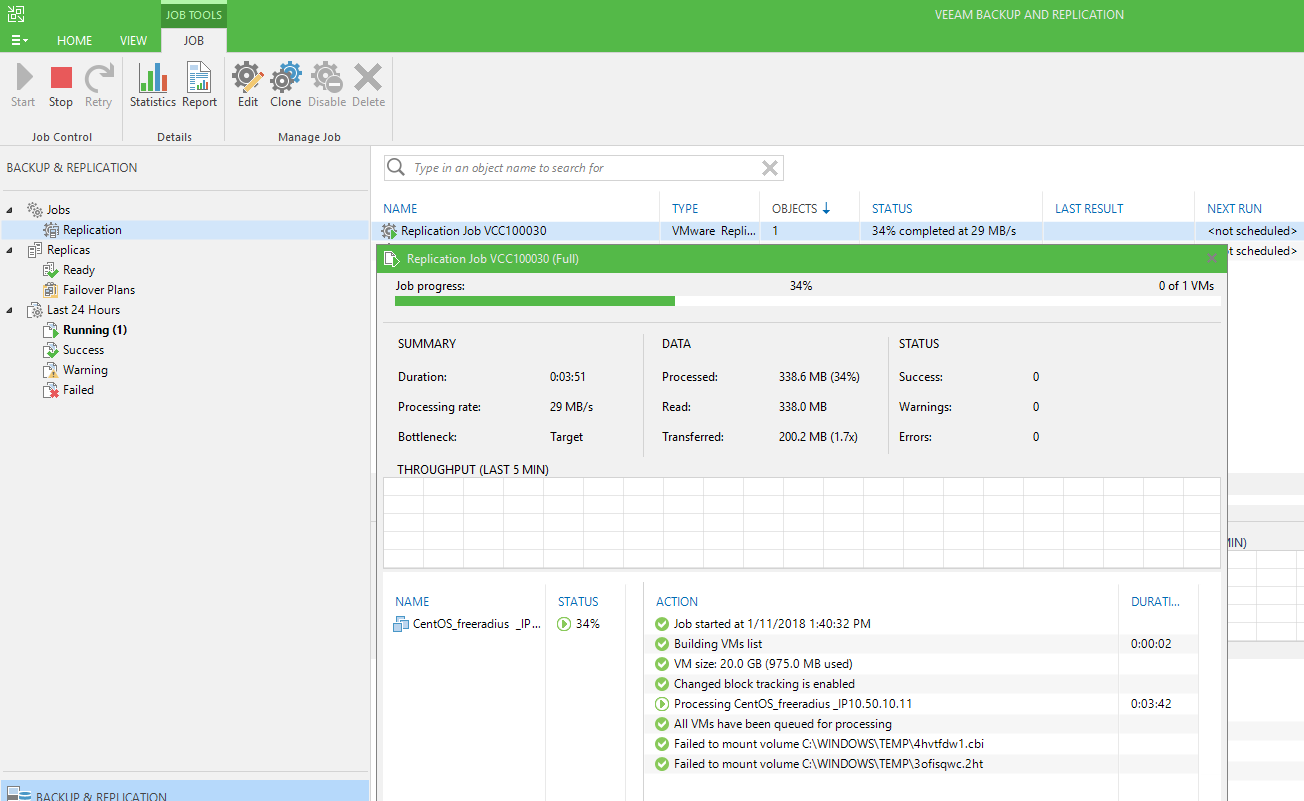 JOB TOOLS
VEEAM BACKUP AND REPLICATION
HOME VIEW JOB
Start Stop Retry Statistics Report Edit Clone Disable Delete
Job Control Details Manage Job
BACKUP & REPLICATION
Type in an object name to search for
Jobs
Replication
Replicas
Ready
Failover Plans
Last 24 Hours
Running (1)
Success
Warning
Failed
BACKUP & REPLICATION
NAME TYPE OBJECTS STATUS LAST RESULT NEXT RUN
Replication Job VCC100030 VMware Repli... 1 34% completed at 29 MB/s <not scheduled>
t scheduled>
Replication Job VCC100030 (Full)
Job progress: 34% 0 of 1 VMs
SUMMARY DATA STATUS
Duration: 0:03:51 Processed: 338.6 MB (34%) Success: 0
Processing rate: 29 MB/s Read: 338.0 MB Warnings: 0
Bottleneck: Target Transferred: 200.2 MB (1.7x) Errors: 0
THROUGHPUT (LAST 5 MIN)
MIN)
NAME STATUS ACTION DURATI...
CentOS_freeradius _IP... 34% Job started at 1/11/2018 1:40:32 PM
Building VMs list 0:00:02
VM size: 20.0 GB (975.0 MB used)
Changed block tracking is enabled
Processing CentOS_freeradius _IP10.50.10.11 0:03:42
All VMs have been queued for processing
Failed to mount volume C:\WINDOWS\TEMP\4hvtfdw1.cbi
Failed to mount volume C:\WINDOWS\TEMP\3ofisqwc.2ht